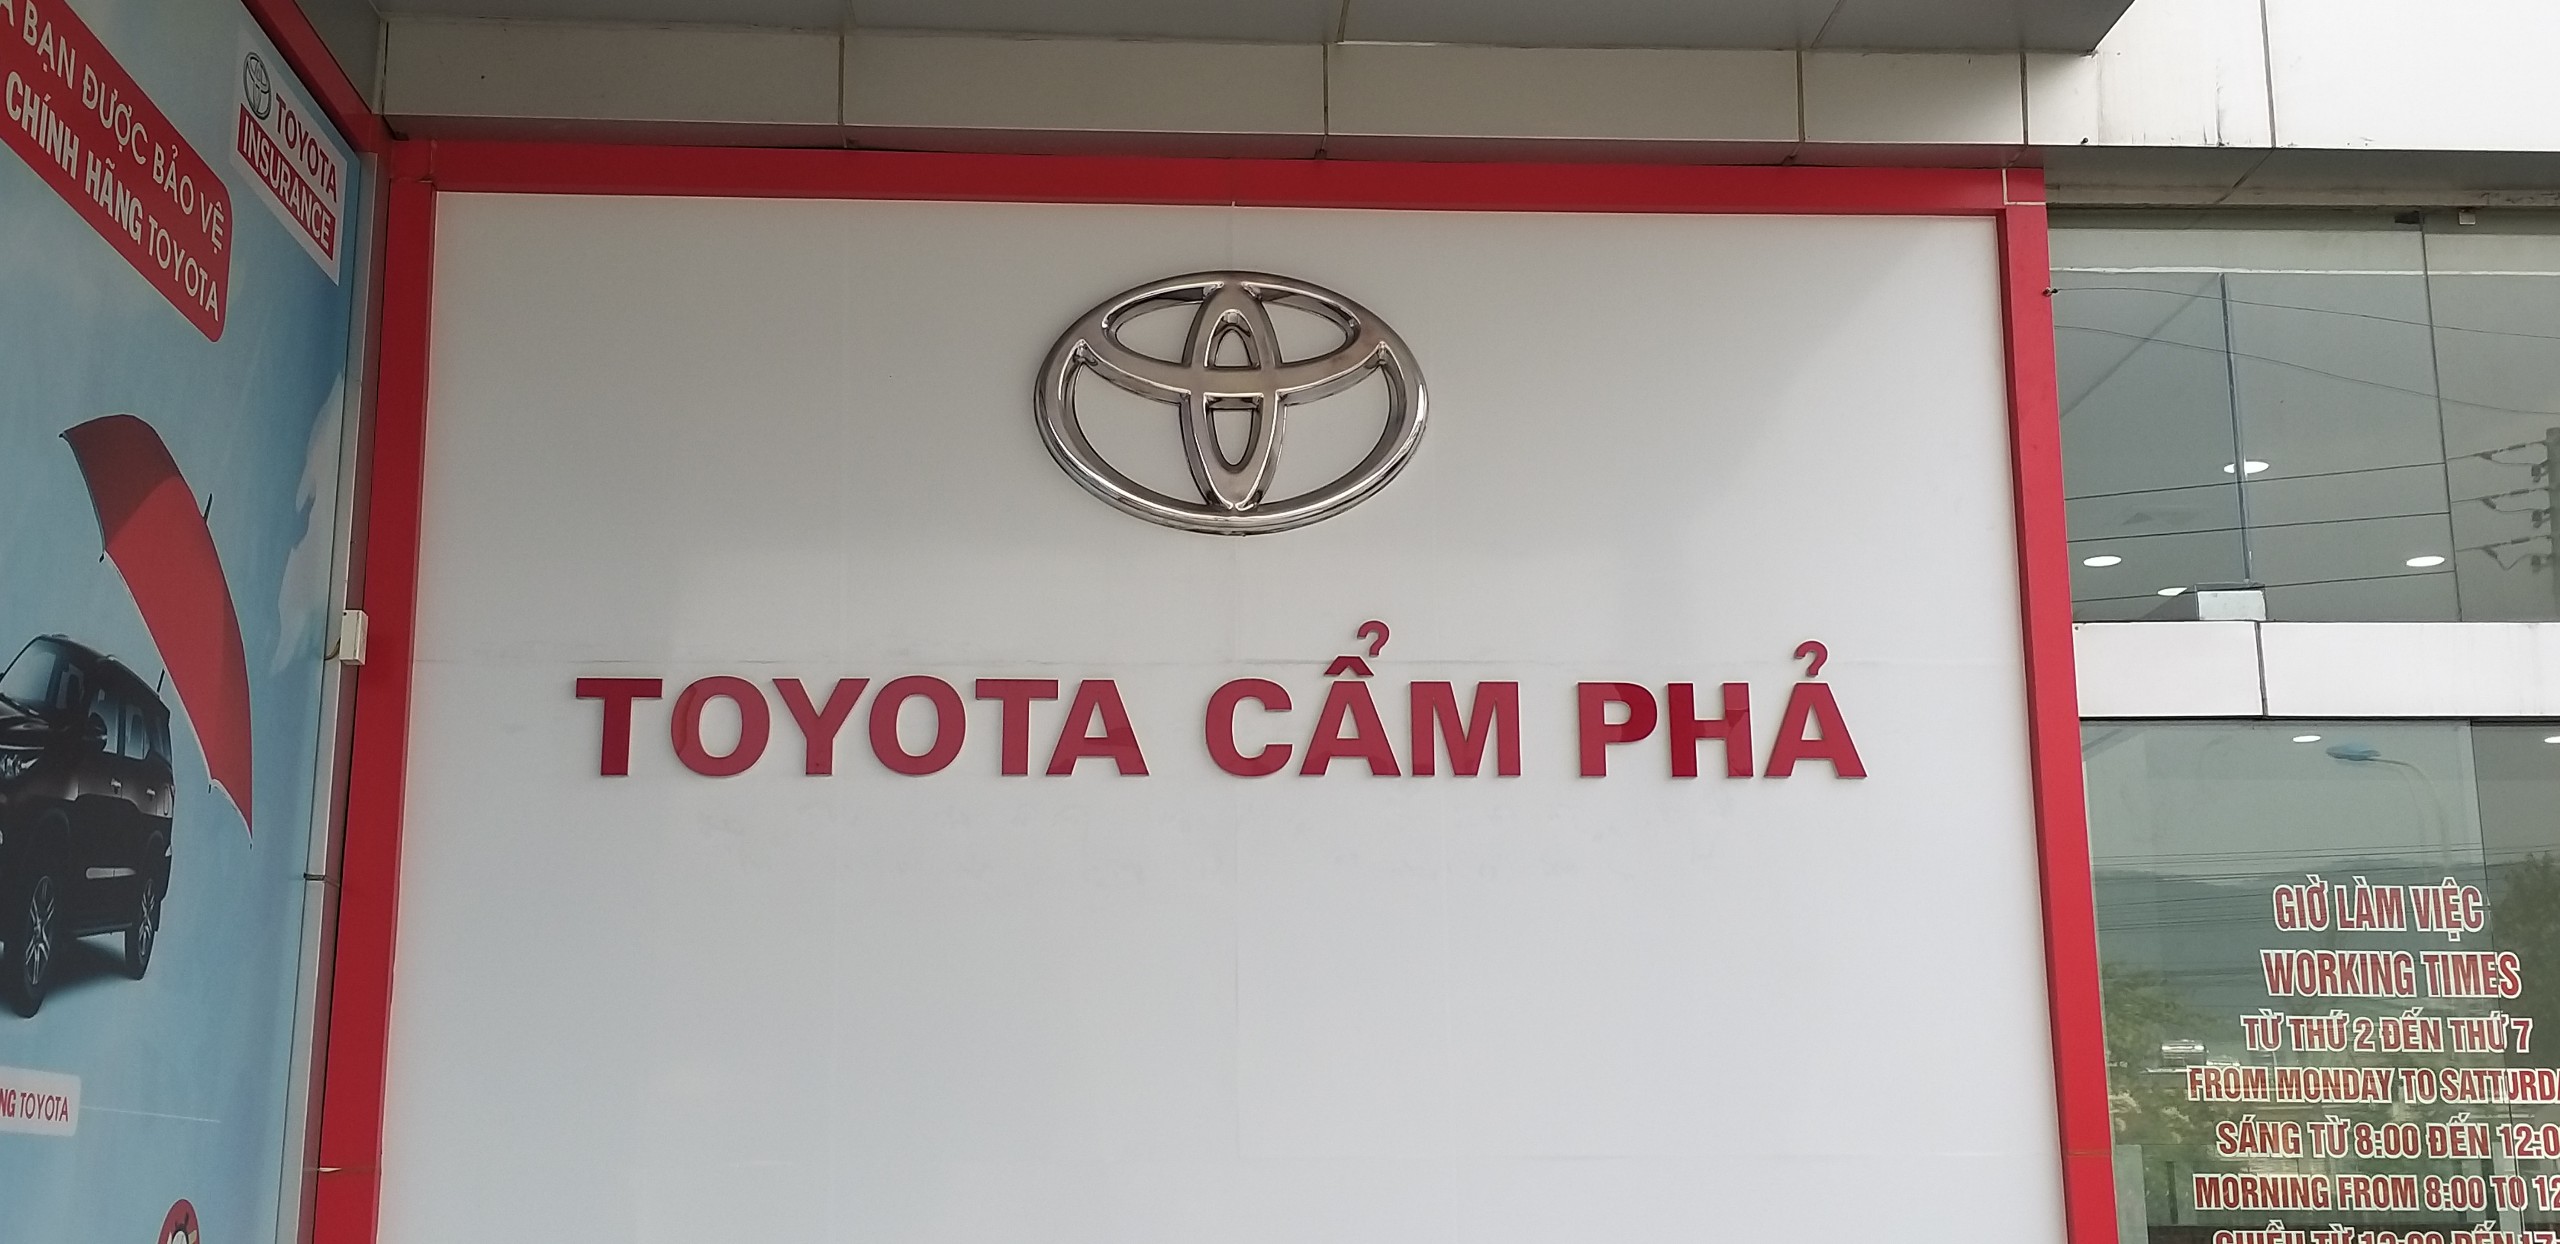 BẠN ĐƯỢC BẢO VỆ
CHÍNH HÃNG TOYOTA
TOYOTA
INSURANCE
TOYOTA
TOYOTA CẨM PHẢ
GIỜ LÀM VIỆC
WORKING TIMES
TỪ THỨ 2 ĐẾN THỨ 7
FROM MONDAY TO SATTURDA
SÁNG TỪ 8:00 ĐẾN 12:0
MORNING FROM 8:00 TO 12